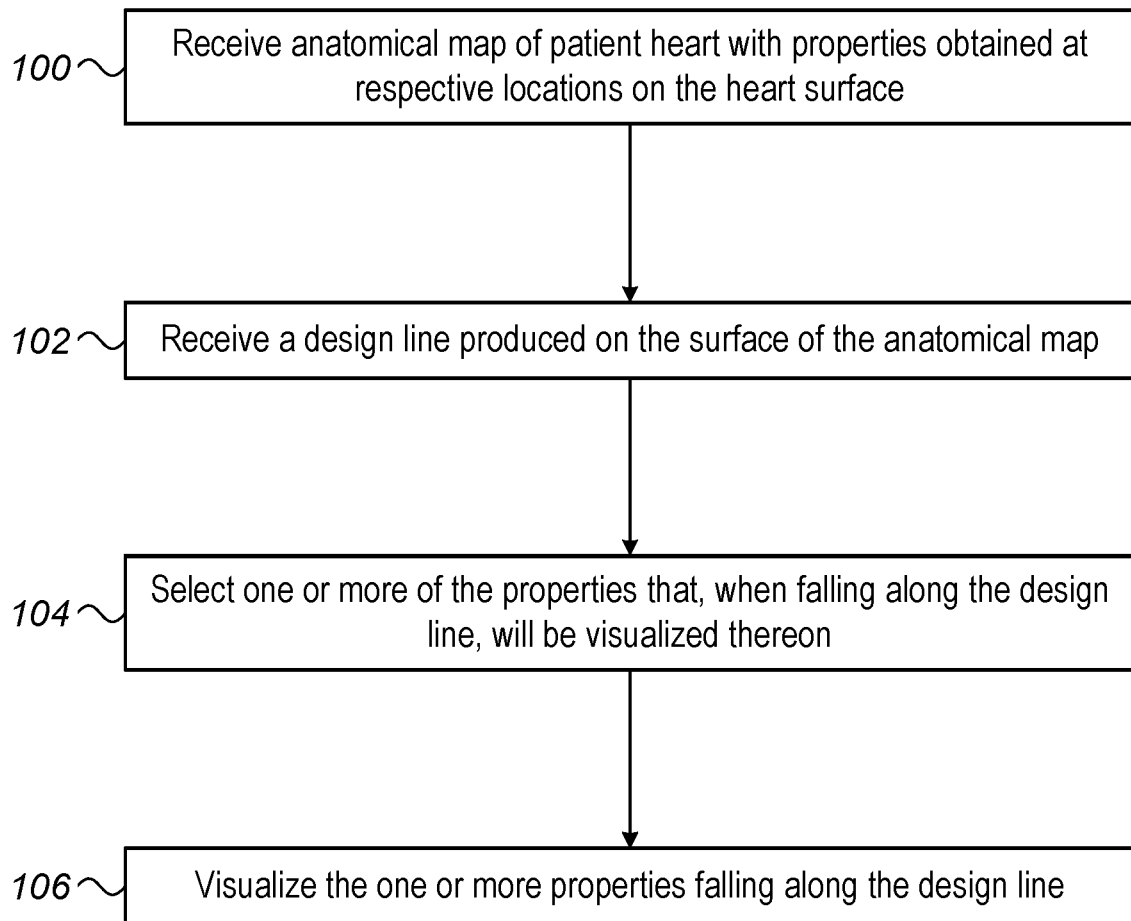 100
Receive anatomical map of patient heart with properties obtained at
respective locations on the heart surface
102
Receive a design line produced on the surface of the anatomical map
104
Select one or more of the properties that, when falling along the design
line, will be visualized thereon
106
Visualize the one or more properties falling along the design line